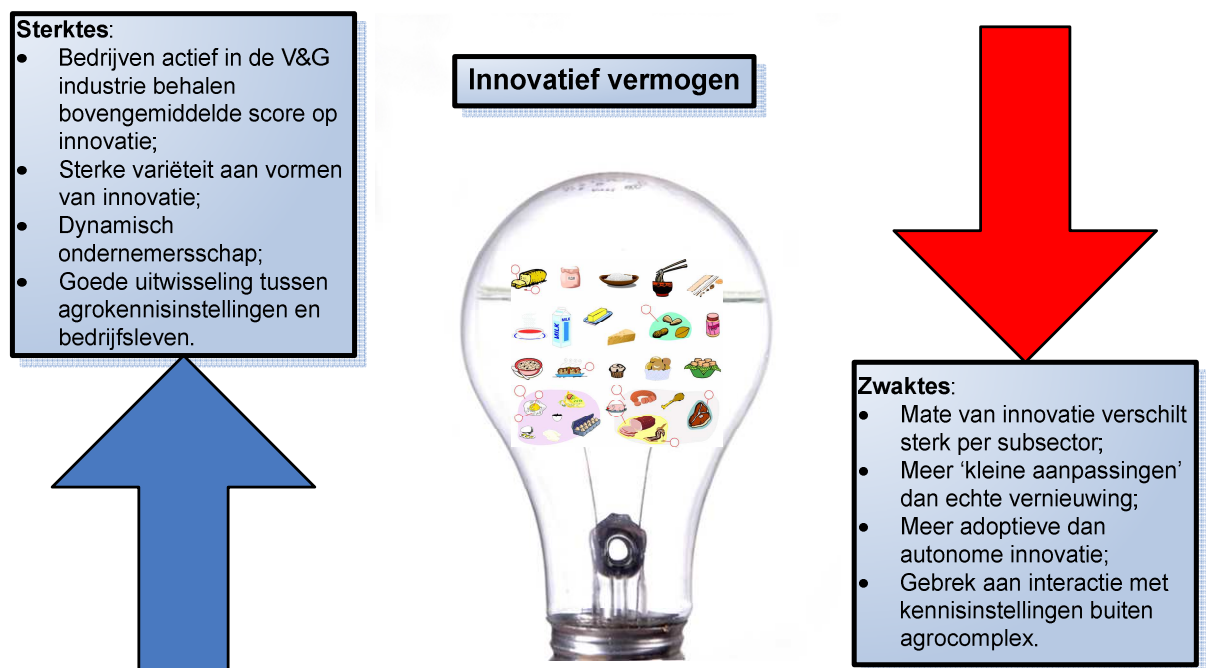 Sterktes:
• Bedrijven actief in de V&G
industrie behalen
bovengemiddelde score op
innovatie;
• Sterke variëteit aan vormen
van innovatie;
• Dynamisch
ondernemersschap;
• Goede uitwisseling tussen
agrokennisinstellingen en
bedrijfsleven.
Innovatief vermogen
MILK
MILK
Zwaktes:
• Mate van innovatie verschilt
sterk per subsector;
• Meer ‘kleine aanpassingen’
dan echte vernieuwing;
• Meer adoptieve dan
autonome innovatie;
• Gebrek aan interactie met
kennisinstellingen buiten
agrocomplex.